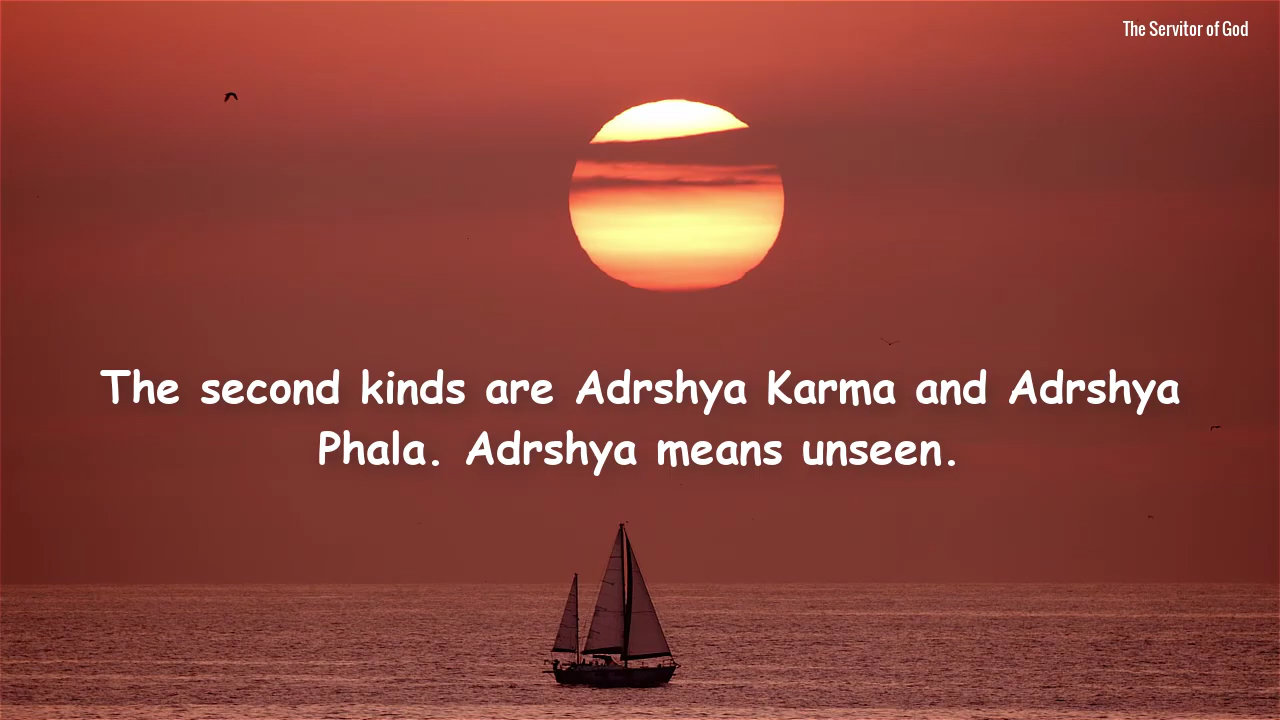 The Servitor of God
The second kinds are Adrshya Karma and Adrshya
Phala. Adrshya means unseen.